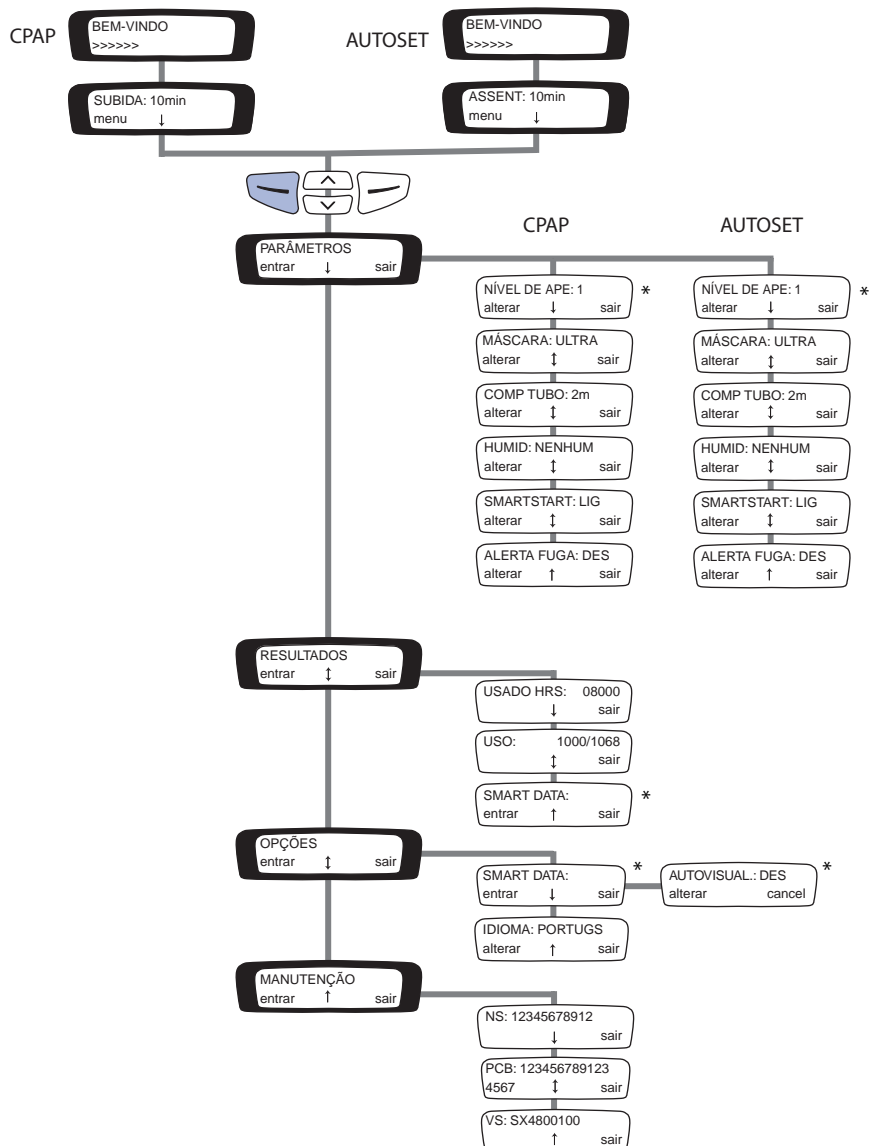 CPAP
BEM-VINDO
>>>>>>
AUTOSET
BEM-VINDO
>>>>>>
SUBIDA: 10min
menu ↓
ASSENT: 10min
menu ↓
CPAP
AUTOSET
PARÂMETROS
entrar ↓ sair
NÍVEL DE APE: 1 *
alterar ↓ sair
MÁSCARA: ULTRA
alterar ↕ sair
COMP TUBO: 2m
alterar ↕ sair
HUMID: NENHUM
alterar ↕ sair
SMARTSTART: LIG
alterar ↕ sair
ALERTA FUGA: DES
alterar ↑ sair
NÍVEL DE APE: 1 *
alterar ↓ sair
MÁSCARA: ULTRA
alterar ↕ sair
COMP TUBO: 2m
alterar ↕ sair
HUMID: NENHUM
alterar ↕ sair
SMARTSTART: LIG
alterar ↕ sair
ALERTA FUGA: DES
alterar ↑ sair
RESULTADOS
entrar ↕ sair
USADO HRS: 08000
↓ sair
USO: 1000/1068
↕ sair
SMART DATA: *
entrar ↑ sair
OPÇÕES
entrar ↕ sair
SMART DATA: *
entrar ↓ sair
AUTOVISUAL.: DES *
alterar cancel
IDIOMA: PORTUGS
alterar ↑ sair
MANUTENÇÃO
entrar ↑ sair
NS: 12345678912
↓ sair
PCB: 123456789123
4567 ↕ sair
VS: SX4800100
↑ sair